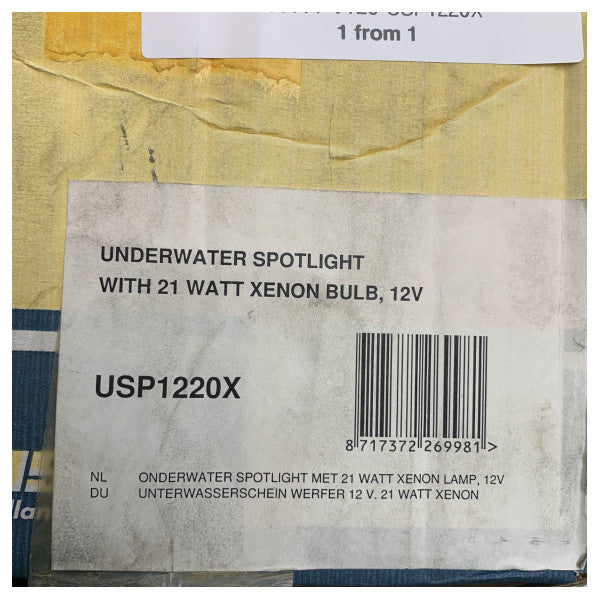 USP1220X
1 from 1
UNDERWATER SPOTLIGHT
WITH 21 WATT XENON BULB, 12V
USP1220X
8 717372 269981 >
NL ONDERWATER SPOTLIGHT MET 21 WATT XENON LAMP, 12V
DU UNTERWASSERSCHEIN WERFER 12 V. 21 WATT XENON